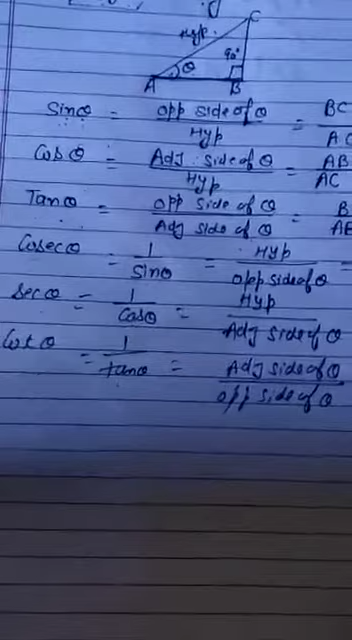 C
Hyp.
90°
θ
A B
Sinθ = opp side of θ / Hyp = BC / AC
Cosθ = Adj. side of θ / Hyp = AB / AC
Tanθ = opp side of θ / Adj side of θ = B / AB
Cosecθ = 1 / sinθ = Hyp / opp side of θ =
Secθ = 1 / Cosθ = Hyp / Adj side of θ
Cotθ = 1 / tanθ = Adj side of θ / opp side of θ